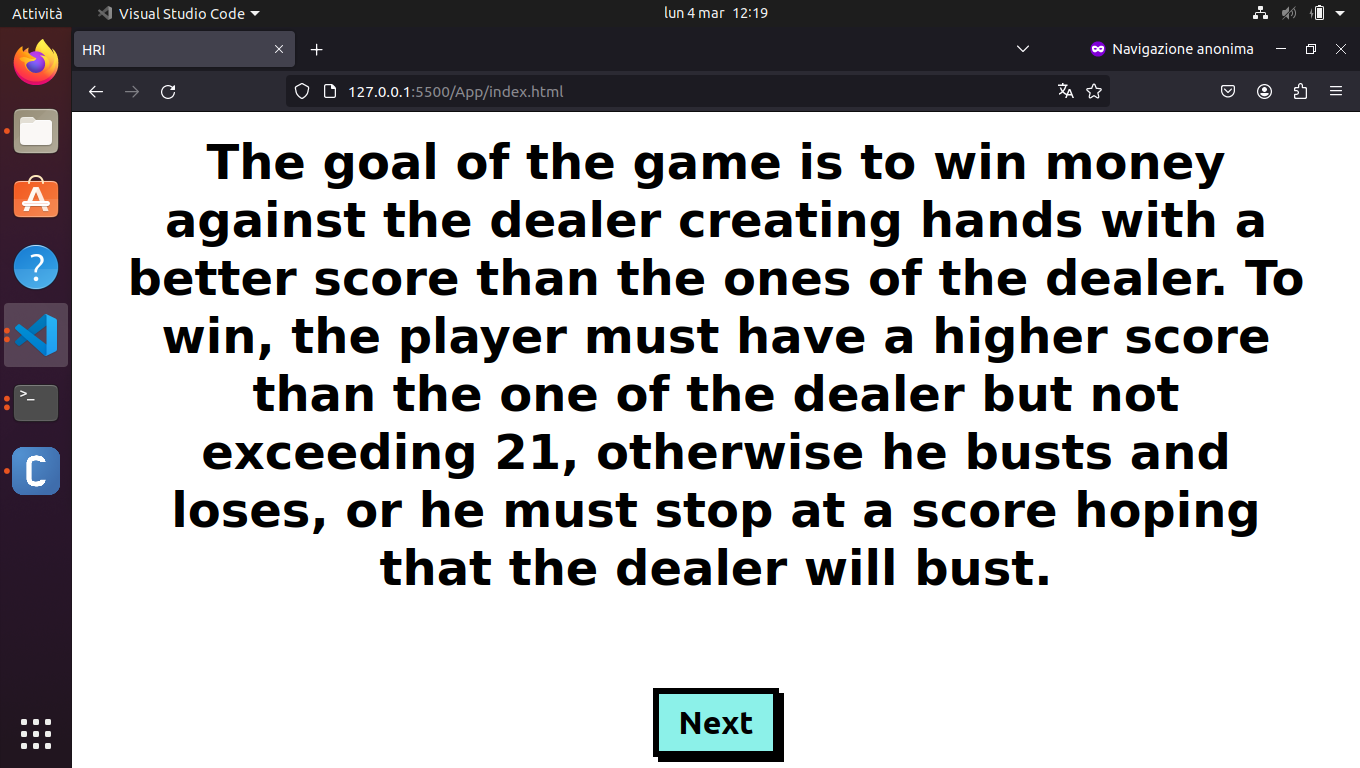 Attività
Visual Studio Code
lun 4 mar 12:19
HRI
Navigazione anonima
127.0.0.1:5500/App/index.html
The goal of the game is to win money
against the dealer creating hands with a
better score than the ones of the dealer. To
win, the player must have a higher score
than the one of the dealer but not
exceeding 21, otherwise he busts and
loses, or he must stop at a score hoping
that the dealer will bust.
Next